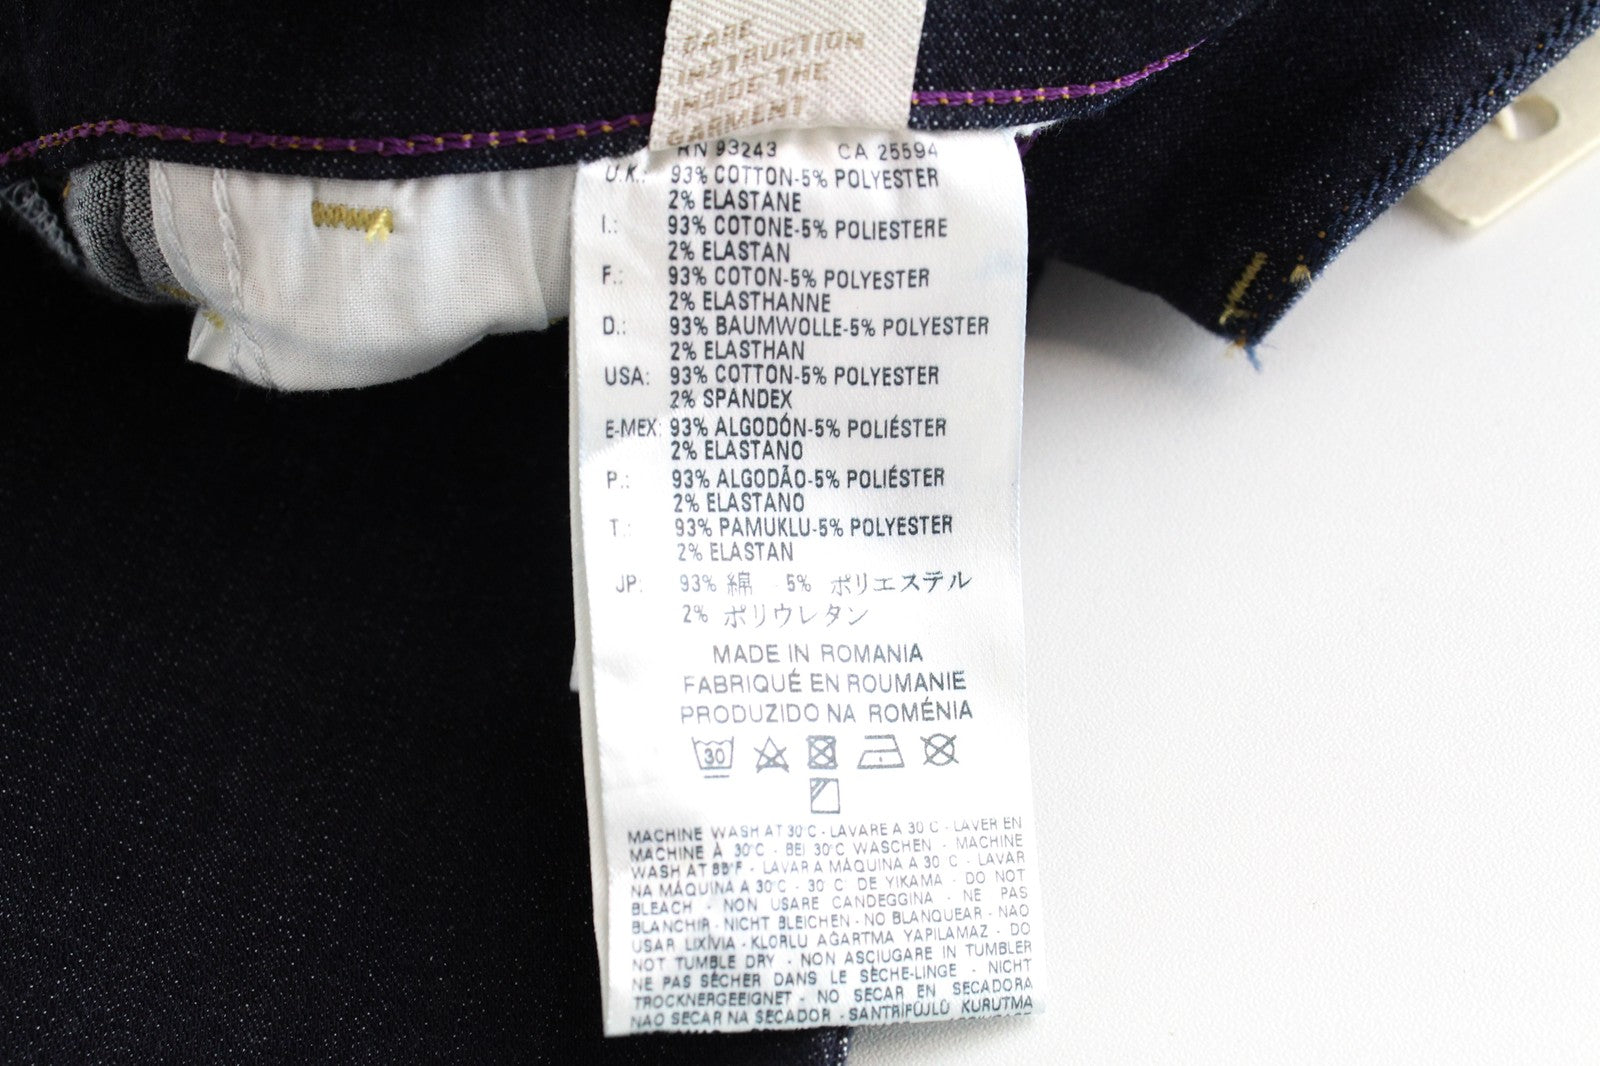 CARE
INSTRUCTION
INSIDE THE
GARMENT
RN 93243 CA 25594
U.K.: 93% COTTON-5% POLYESTER
2% ELASTANE
I.: 93% COTONE-5% POLIESTERE
2% ELASTAN
F.: 93% COTON-5% POLYESTER
2% ELASTHANNE
D.: 93% BAUMWOLLE-5% POLYESTER
2% ELASTHAN
USA: 93% COTTON-5% POLYESTER
2% SPANDEX
E-MEX: 93% ALGODÓN-5% POLIÉSTER
2% ELASTANO
P.: 93% ALGODÃO-5% POLIÉSTER
2% ELASTANO
T.: 93% PAMUKLU-5% POLYESTER
2% ELASTAN
JP: 93% 綿 5% ポリエステル
2% ポリウレタン
MADE IN ROMANIA
FABRIQUÉ EN ROUMANIE
PRODUZIDO NA ROMÉNIA
30
MACHINE WASH AT 30°C - LAVARE A 30 C - LAVER EN
MACHINE À 30°C - BEI 30°C WASCHEN - MACHINE
WASH AT - LAVAR A MÁQUINA A 30 C - LAVAR
NA MÁQUINA A 30°C - 30 C' DE YIKAMA - DO NOT
BLEACH - NON USARE CANDEGGINA - NE PAS
BLANCHIR - NICHT BLEICHEN - NO BLANQUEAR - NAO
USAR LIXÍVIA - KLORLU AĞARTMA YAPILAMAZ - DO
NOT TUMBLE DRY - NON ASCIUGARE IN TUMBLER
NE PAS SÉCHER DANS LE SÈCHE-LINGE - NICHT
TROCKNERGEEIGNET - NO SECAR EN SECADORA
NAO SECAR NA SECADOR - SANTRİFÜJLÜ KURUTMA